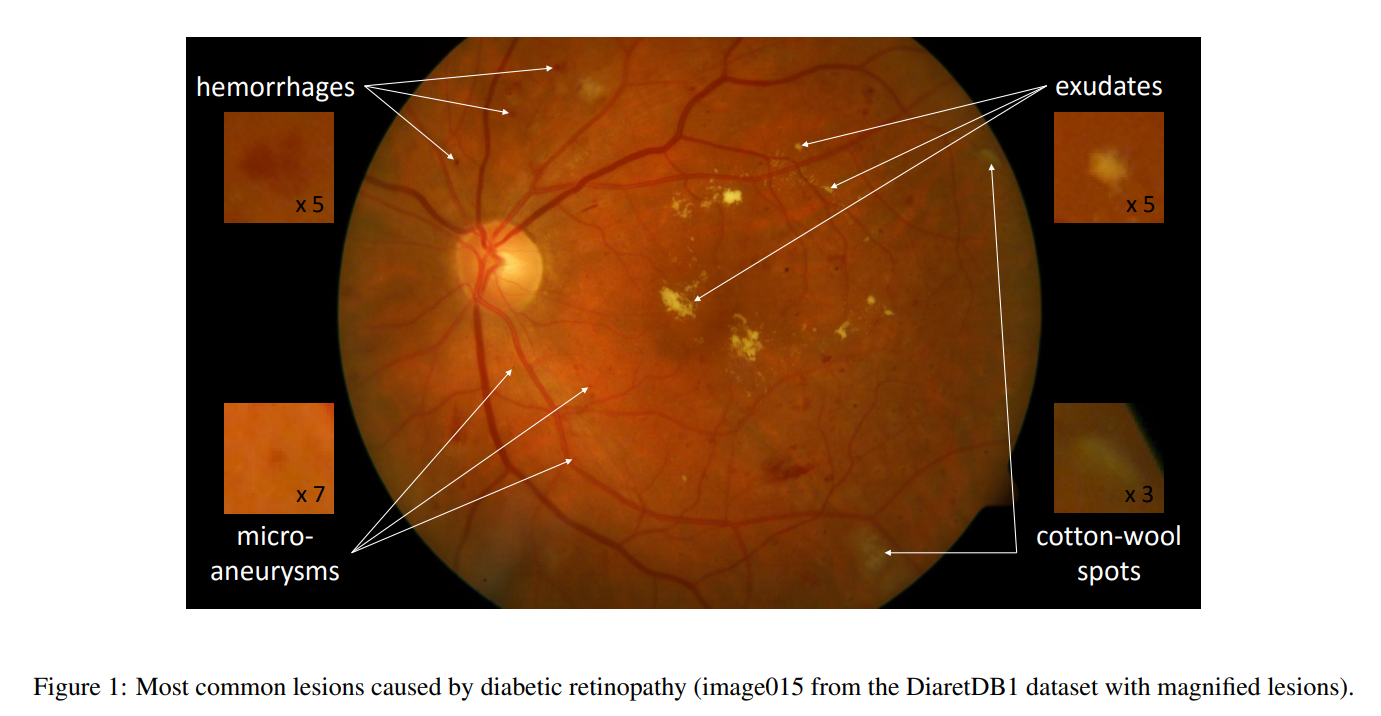 hemorrhages
exudates
x 5
x 5
x 7
x 3
micro-
aneurysms
cotton-wool
spots
Figure 1: Most common lesions caused by diabetic retinopathy (image015 from the DiaretDB1 dataset with magnified lesions).